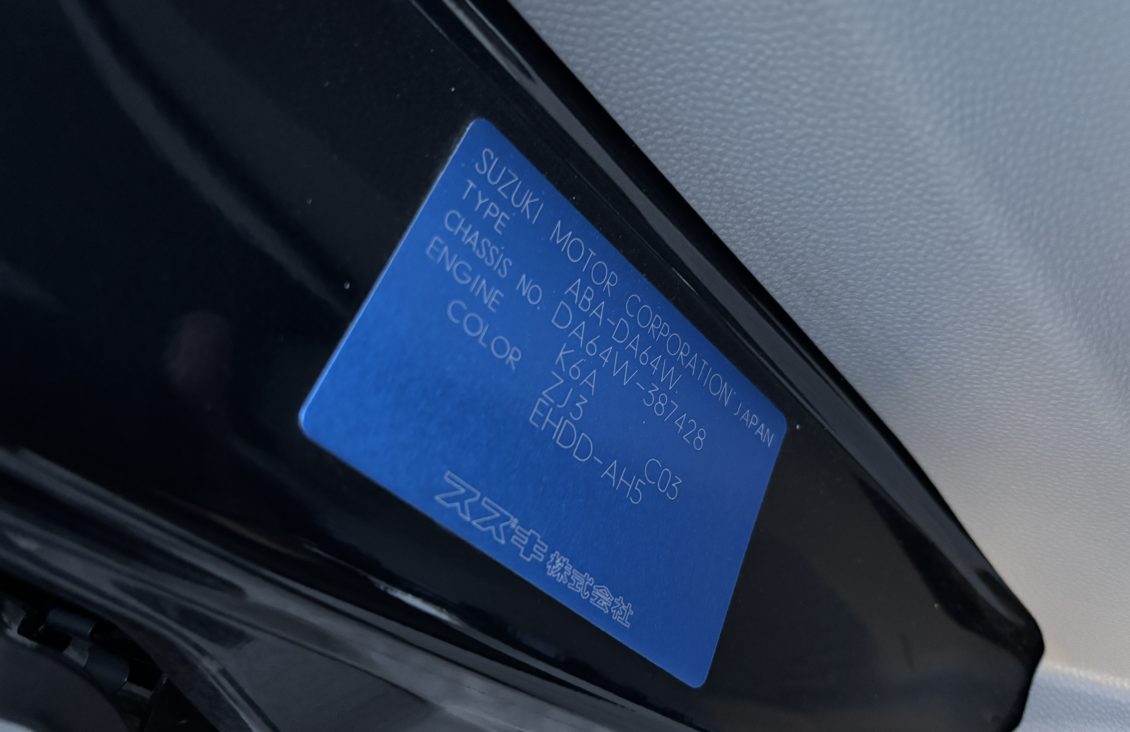 SUZUKI MOTOR CORPORATION JAPAN
TYPE ABA-DA64W
CHASSIS NO. DA64W-387428
ENGINE K6A
COLOR ZJ3 C03
EHDD-AH5
スズキ株式会社